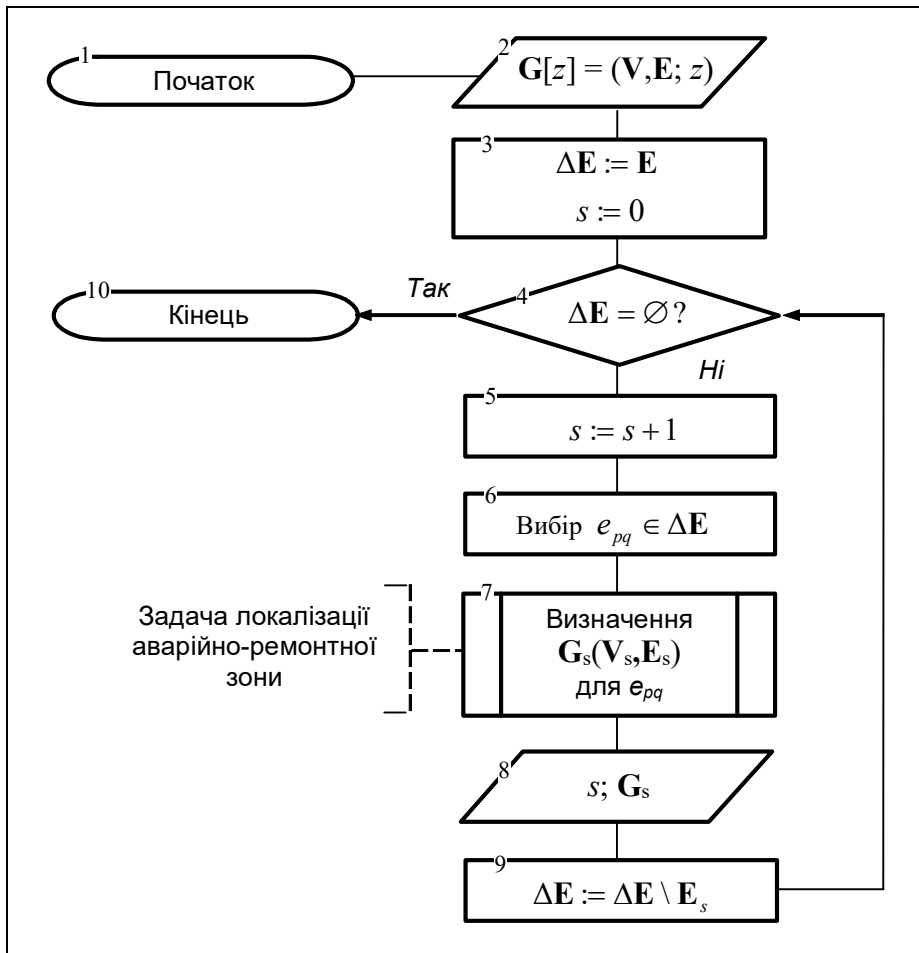 1
Початок
2
G[z] = (V,E; z)
3
ΔE := E
s := 0
10
Кінець
Так
4
ΔE = ∅ ?
Ні
5
s := s + 1
6
Вибір e_pq ∈ ΔE
Задача локалізації
аварійно-ремонтної
зони
7
Визначення
G_s(V_s,E_s)
для e_pq
8
s; G_s
9
ΔE := ΔE \ E_s